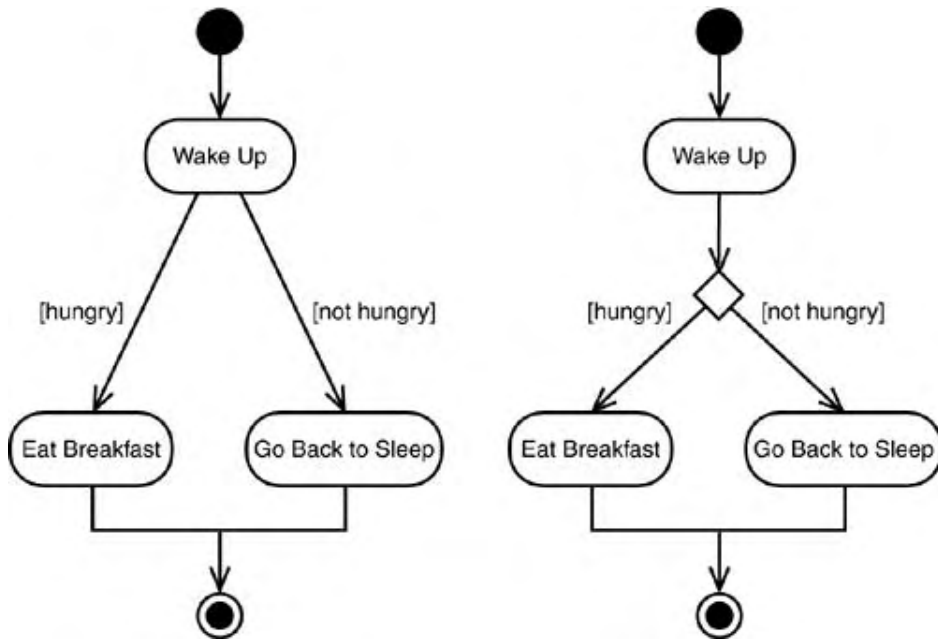 Wake Up
[hungry]
[not hungry]
Eat Breakfast
Go Back to Sleep
Wake Up
[hungry]
[not hungry]
Eat Breakfast
Go Back to Sleep